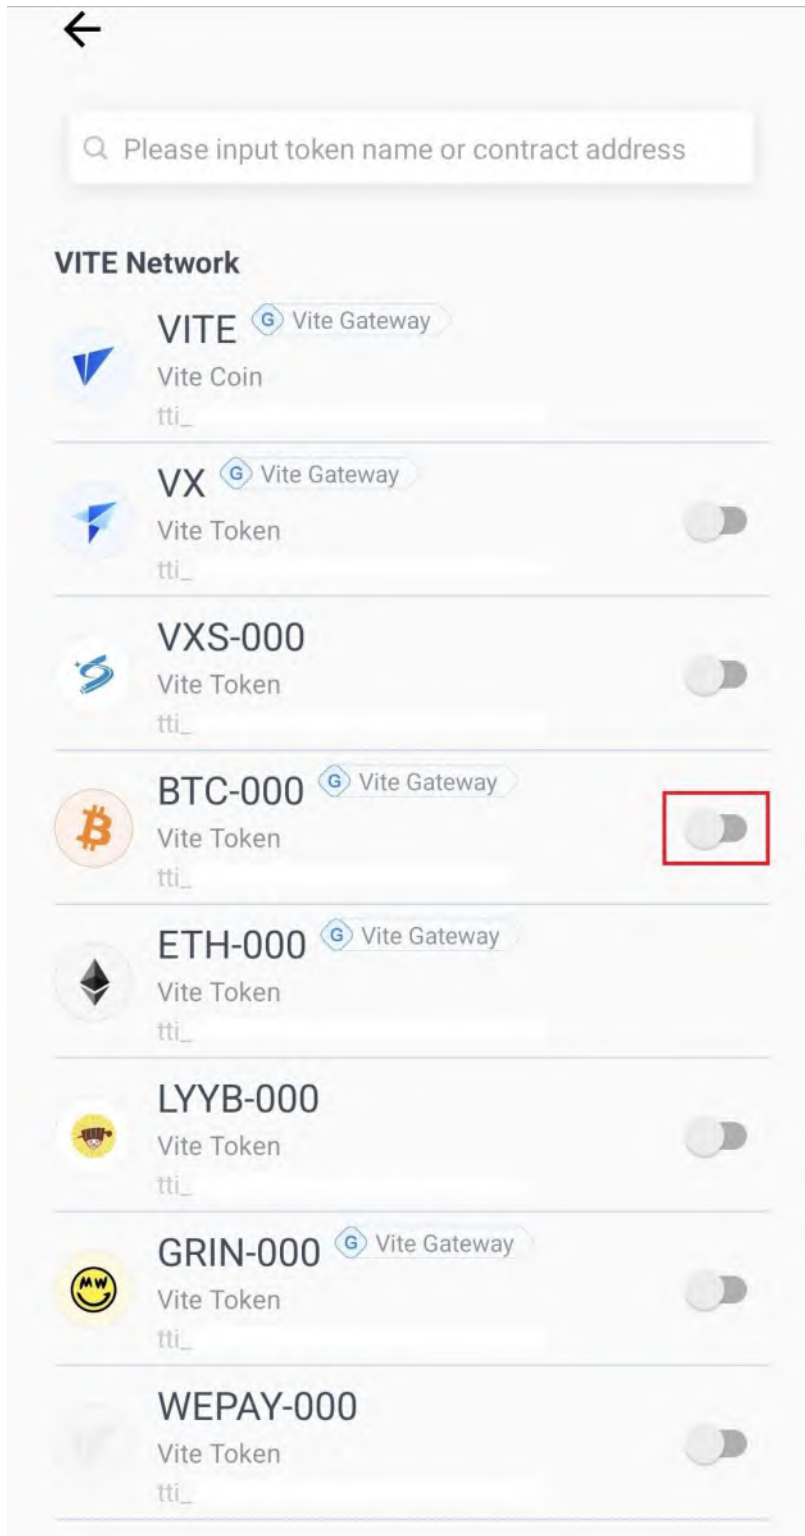 Please input token name or contract address
VITE Network
VITE G Vite Gateway
Vite Coin
tti_
VX G Vite Gateway
Vite Token
tti_
VXS-000
Vite Token
tti_
BTC-000 G Vite Gateway
Vite Token
tti_
ETH-000 G Vite Gateway
Vite Token
tti_
LYYB-000
Vite Token
tti_
GRIN-000 G Vite Gateway
MW
Vite Token
tti_
WEPAY-000
Vite Token
tti_